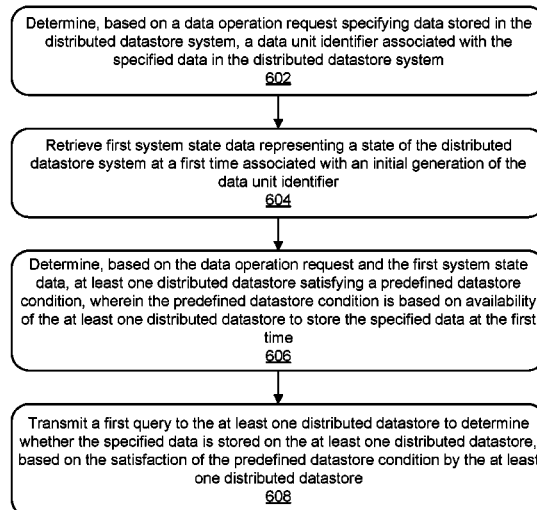 Determine, based on a data operation request specifying data stored in the
distributed datastore system, a data unit identifier associated with the
specified data in the distributed datastore system
602
Retrieve first system state data representing a state of the distributed
datastore system at a first time associated with an initial generation of the
data unit identifier
604
Determine, based on the data operation request and the first system state
data, at least one distributed datastore satisfying a predefined datastore
condition, wherein the predefined datastore condition is based on availability
of the at least one distributed datastore to store the specified data at the first
time
606
Transmit a first query to the at least one distributed datastore to determine
whether the specified data is stored on the at least one distributed datastore,
based on the satisfaction of the predefined datastore condition by the at least
one distributed datastore
608